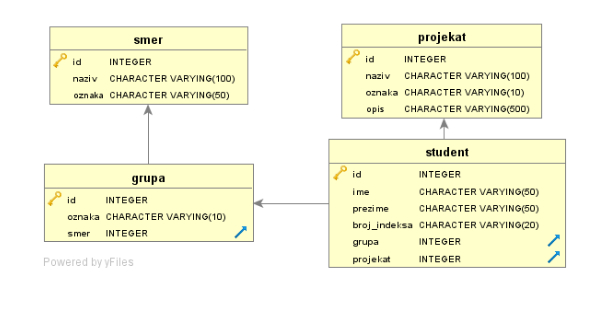 smer
id INTEGER
naziv CHARACTER VARYING(100)
oznaka CHARACTER VARYING(50)
projekat
id INTEGER
naziv CHARACTER VARYING(100)
oznaka CHARACTER VARYING(10)
opis CHARACTER VARYING(500)
grupa
id INTEGER
oznaka CHARACTER VARYING(10)
smer INTEGER
student
id INTEGER
ime CHARACTER VARYING(50)
prezime CHARACTER VARYING(50)
broj_indeksa CHARACTER VARYING(20)
grupa INTEGER
projekat INTEGER
Powered by yFiles